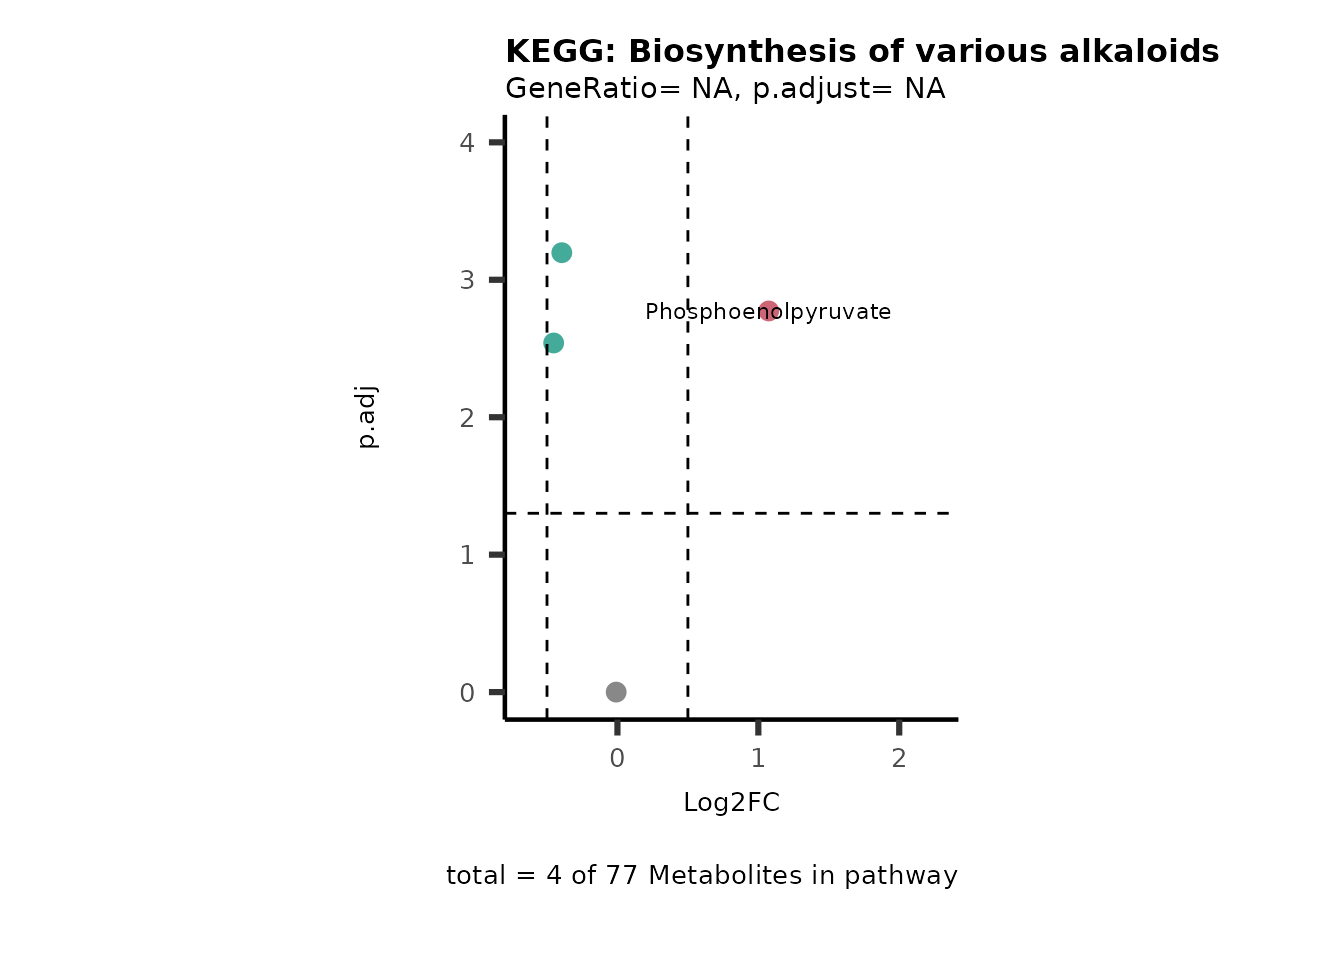 KEGG: Biosynthesis of various alkaloids
GeneRatio= NA, p.adjust= NA
4
3
2
1
0
p.adj
Phosphoenolpyruvate
0 1 2
Log2FC
total = 4 of 77 Metabolites in pathway